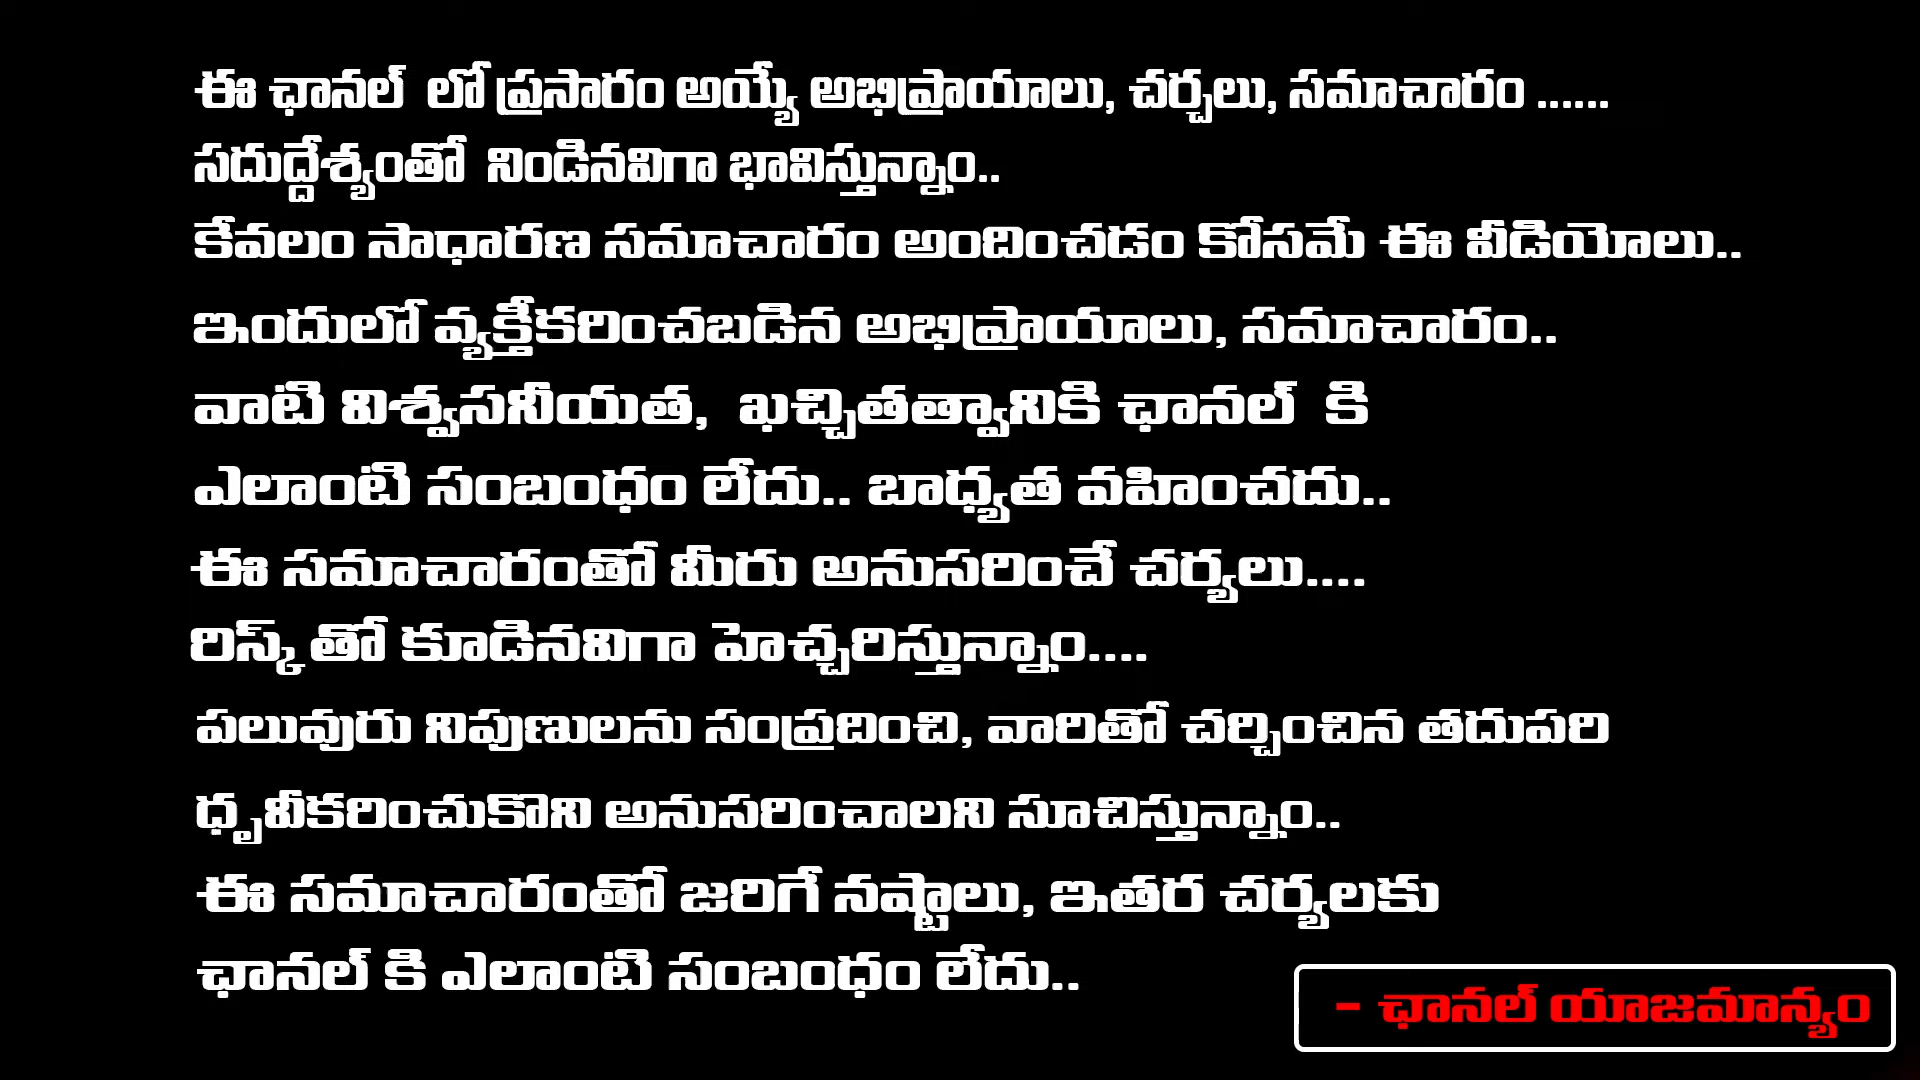 ఈ ఛానల్ లో ప్రసారం అయ్యే అభిప్రాయాలు, చర్చలు, సమాచారం ......
సదుద్దేశ్యంతో నిండినవిగా భావిస్తున్నాం..
కేవలం సాధారణ సమాచారం అందించడం కోసమే ఈ వీడియోలు..
ఇందులో వ్యక్తీకరించబడిన అభిప్రాయాలు, సమాచారం..
వాటి విశ్వసనీయత, ఖచ్చితత్వానికి ఛానల్ కి
ఎలాంటి సంబంధం లేదు.. బాధ్యత వహించదు..
ఈ సమాచారంతో మీరు అనుసరించే చర్యలు....
రిస్క్ తో కూడినవిగా హెచ్చరిస్తున్నాం....
పలువురు నిపుణులను సంప్రదించి, వారితో చర్చించిన తదుపరి
ధృవీకరించుకొని అనుసరించాలని సూచిస్తున్నాం..
ఈ సమాచారంతో జరిగే నష్టాలు, ఇతర చర్యలకు
ఛానల్ కి ఎలాంటి సంబంధం లేదు..
- ఛానల్ యాజమాన్యం